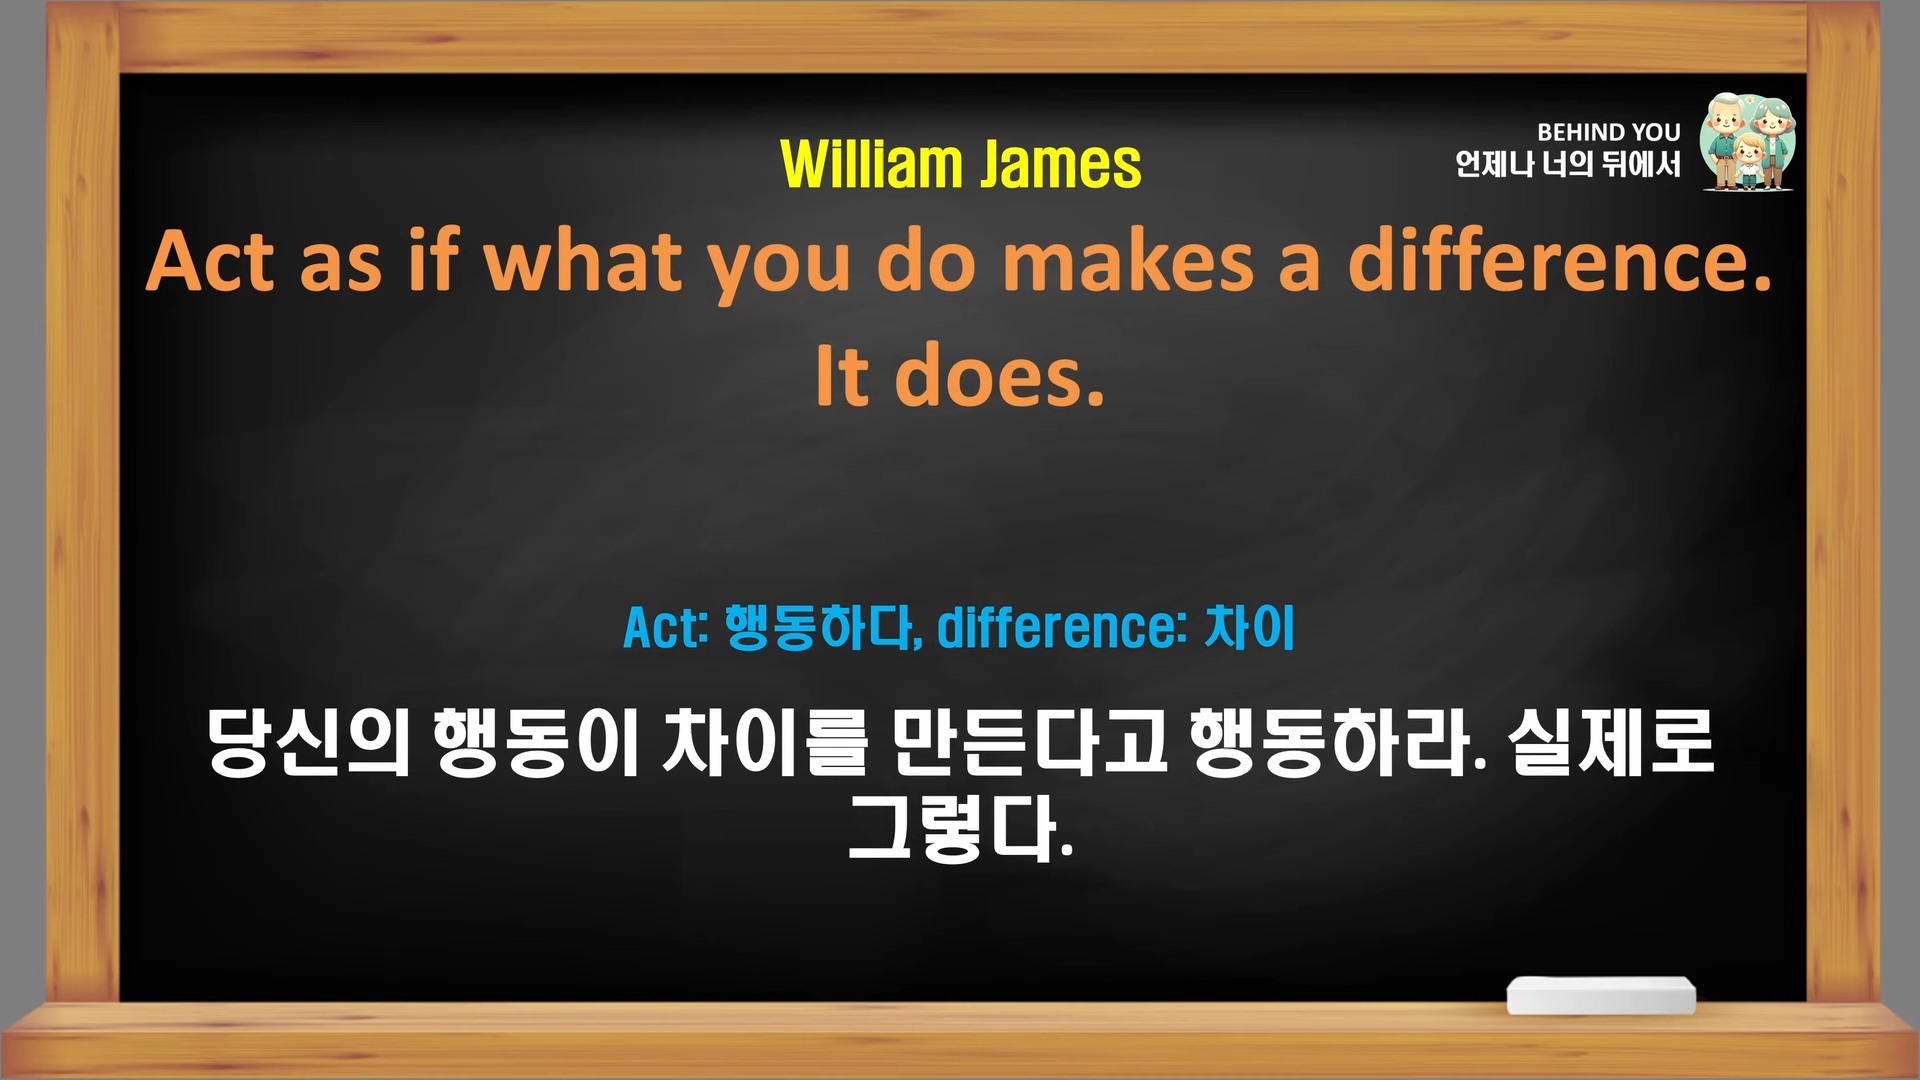 BEHIND YOU
언제나 너의 뒤에서
William James
Act as if what you do makes a difference.
It does.
Act: 행동하다, difference: 차이
당신의 행동이 차이를 만든다고 행동하라. 실제로
그렇다.